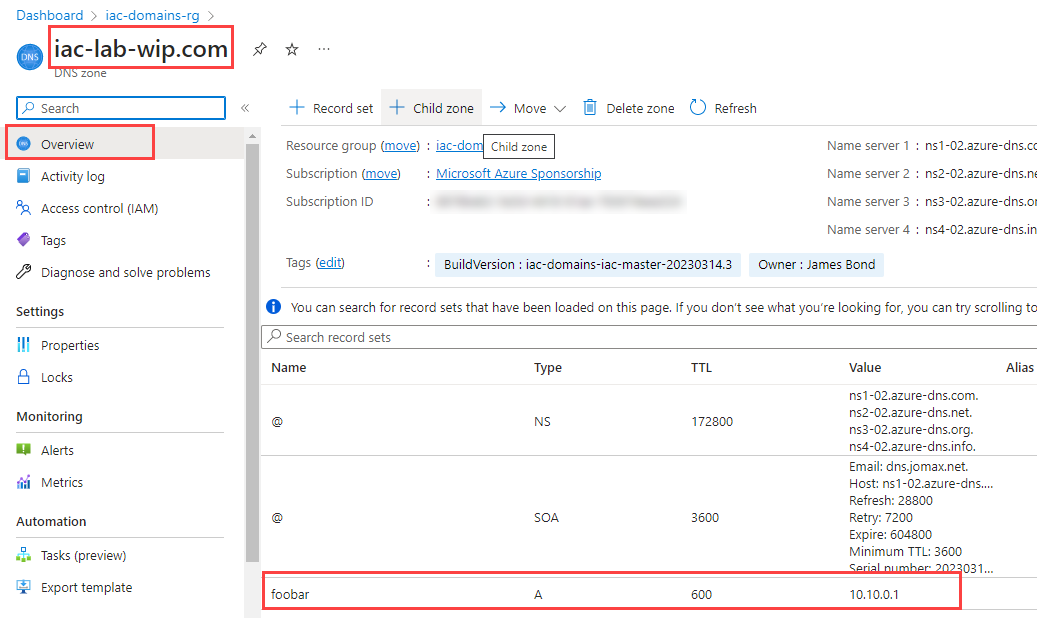 Dashboard > iac-domains-rg >
DNS
iac-lab-wip.com
DNS zone
Search
Overview
Activity log
Access control (IAM)
Tags
Diagnose and solve problems
Settings
Properties
Locks
Monitoring
Alerts
Metrics
Automation
Tasks (preview)
Export template
+ Record set + Child zone → Move Delete zone Refresh
Child zone
Resource group (move) : iac-dom
Name server 1 : ns1-02.azure-dns.co
Subscription (move) : Microsoft Azure Sponsorship
Name server 2 : ns2-02.azure-dns.ne
Subscription ID :
Name server 3 : ns3-02.azure-dns.or
Name server 4 : ns4-02.azure-dns.in
Tags (edit) : BuildVersion : iac-domains-iac-master-20230314.3 Owner : James Bond
You can search for record sets that have been loaded on this page. If you don't see what you're looking for, you can try scrolling to
Search record sets
Name Type TTL Value Alias
@ NS 172800
ns1-02.azure-dns.com.
ns2-02.azure-dns.net.
ns3-02.azure-dns.org.
ns4-02.azure-dns.info.
@ SOA 3600
Email: dns.jomax.net.
Host: ns1-02.azure-dns....
Refresh: 28800
Retry: 7200
Expire: 604800
Minimum TTL: 3600
Serial number: 2023031...
foobar A 600 10.10.0.1